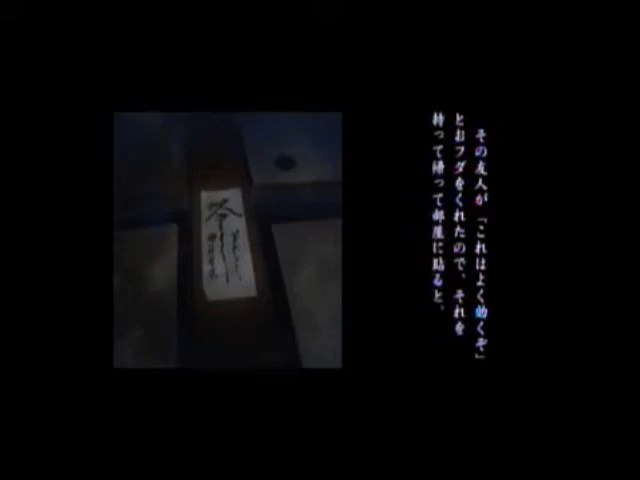 その友人が「これはよく効くぞ」
とおフダをくれたので、それを
持って帰って部屋に貼ると、